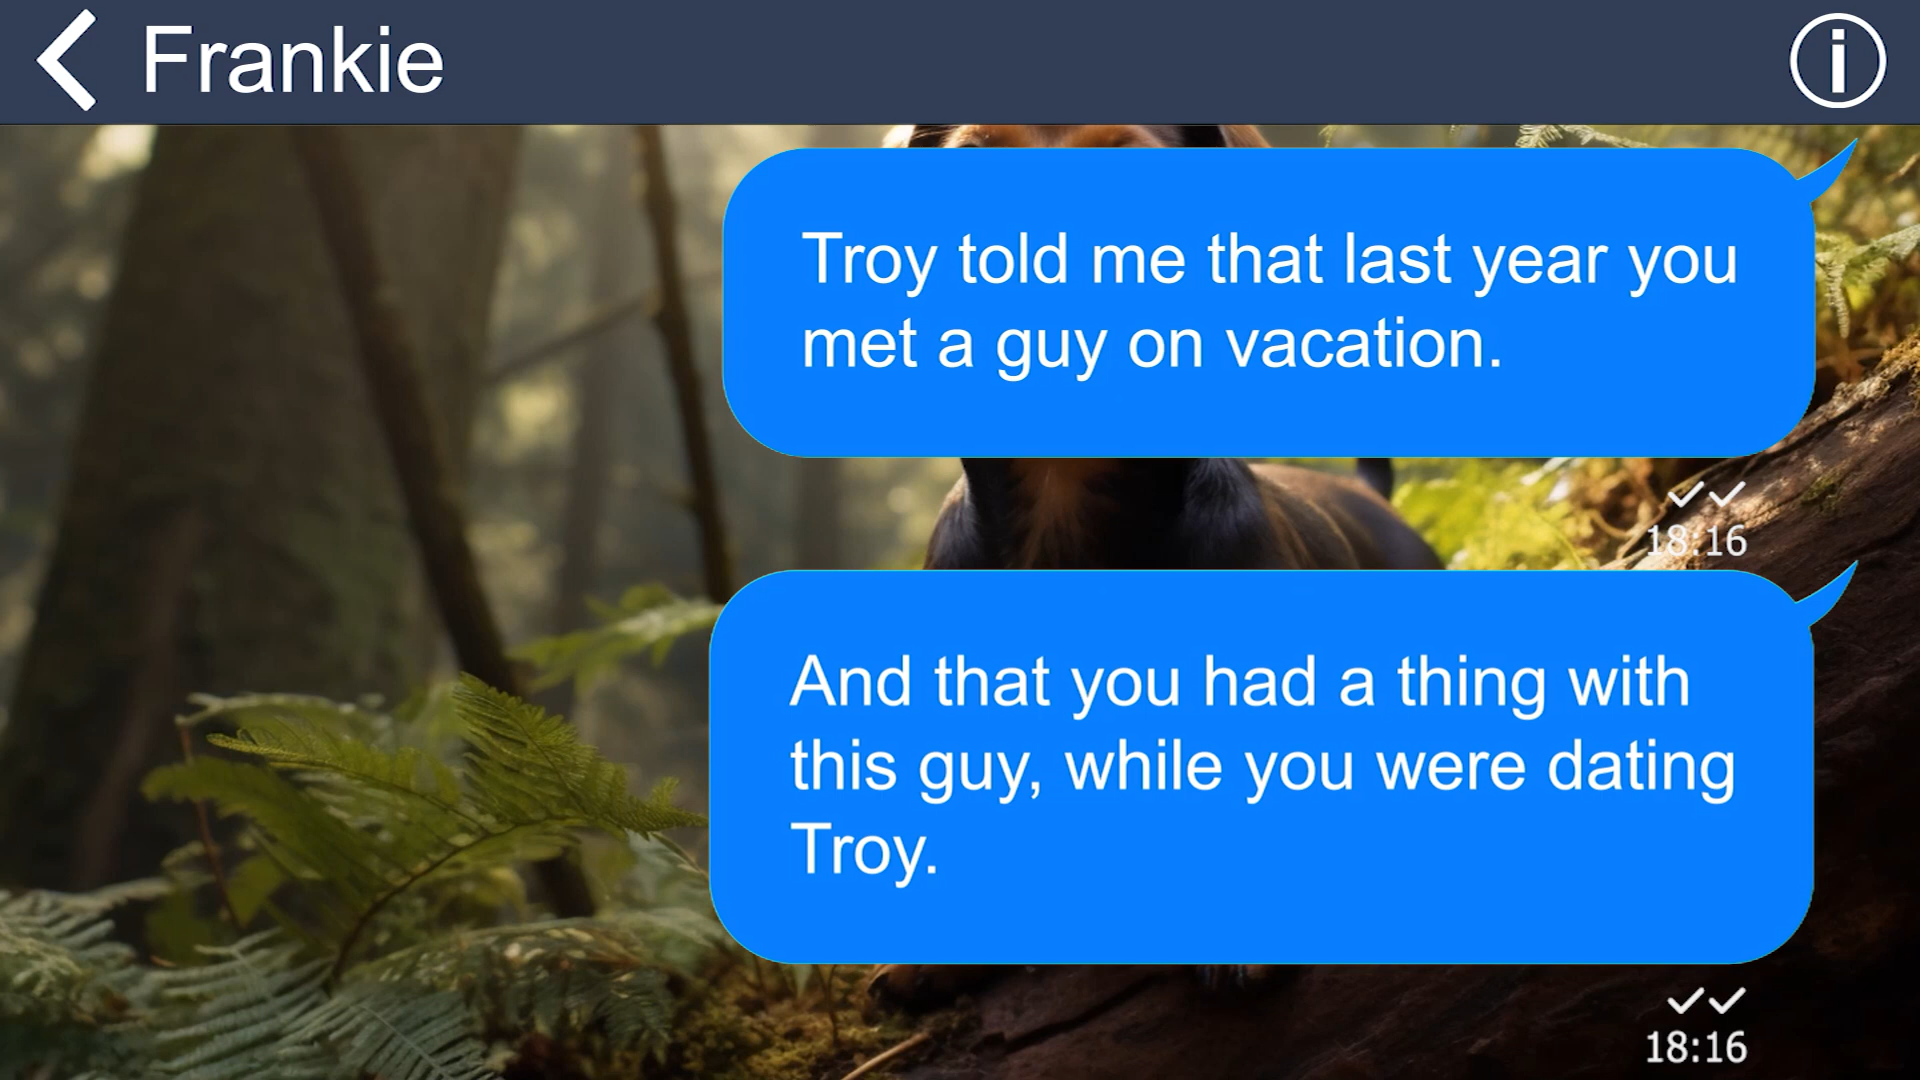 Frankie
Troy told me that last year you
met a guy on vacation.
18:16
And that you had a thing with
this guy, while you were dating
Troy.
18:16